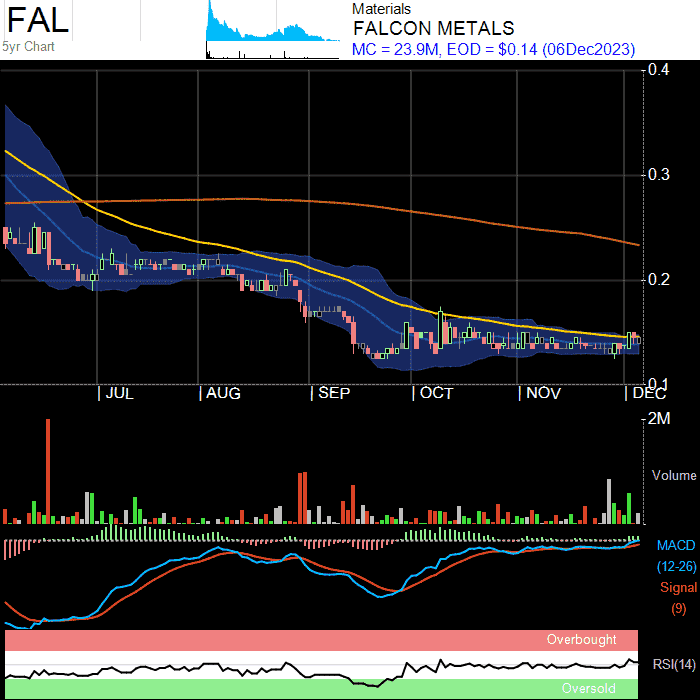 FAL
5yr Chart
Materials
FALCON METALS
MC = 23.9M, EOD = $0.14 (06Dec2023)
0.4
0.3
0.2
0.1
| JUL | AUG | SEP | OCT | NOV | DEC
2M
Volume
MACD
(12-26)
Signal
(9)
Overbought
RSI(14)
Oversold